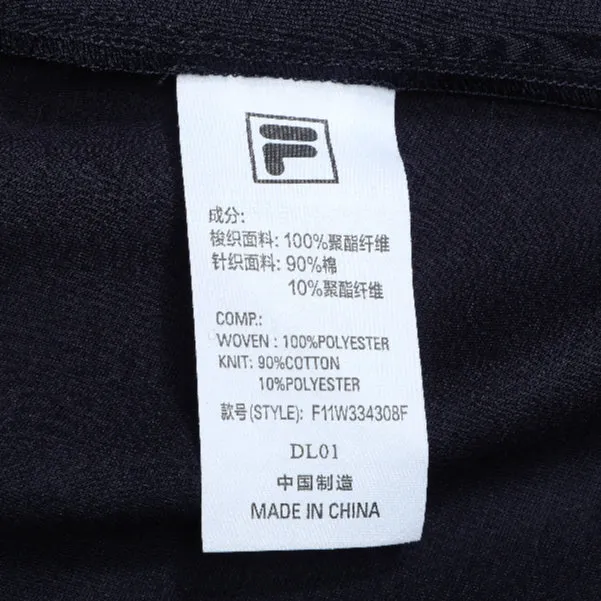 F
成分:
梭织面料: 100%聚酯纤维
针织面料: 90%棉
10%聚酯纤维
COMP.:
WOVEN : 100%POLYESTER
KNIT: 90%COTTON
10%POLYESTER
款号(STYLE): F11W334308F
DL01
中国制造
MADE IN CHINA